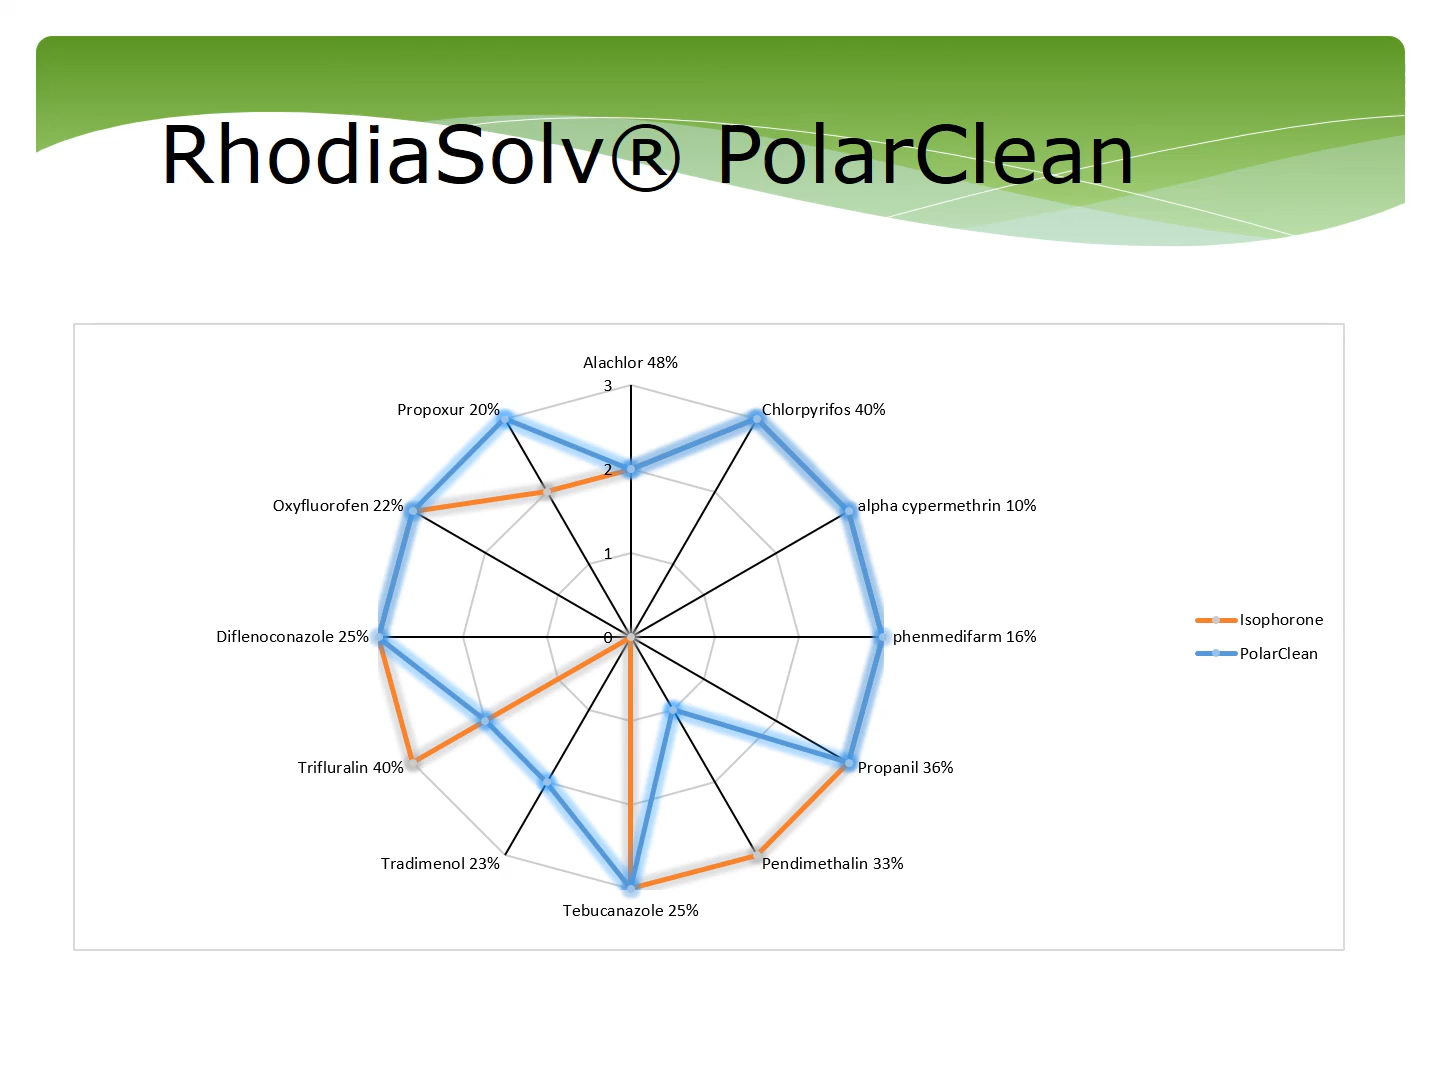 RhodiaSolv® PolarClean
Alachlor 48%
3
Propoxur 20%
Chlorpyrifos 40%
2
Oxyfluorofen 22%
alpha cypermethrin 10%
1
Isophorone
Diflenoconazole 25%
0
phenmedifarm 16%
PolarClean
Trifluralin 40%
Propanil 36%
Tradimenol 23%
Pendimethalin 33%
Tebucanazole 25%